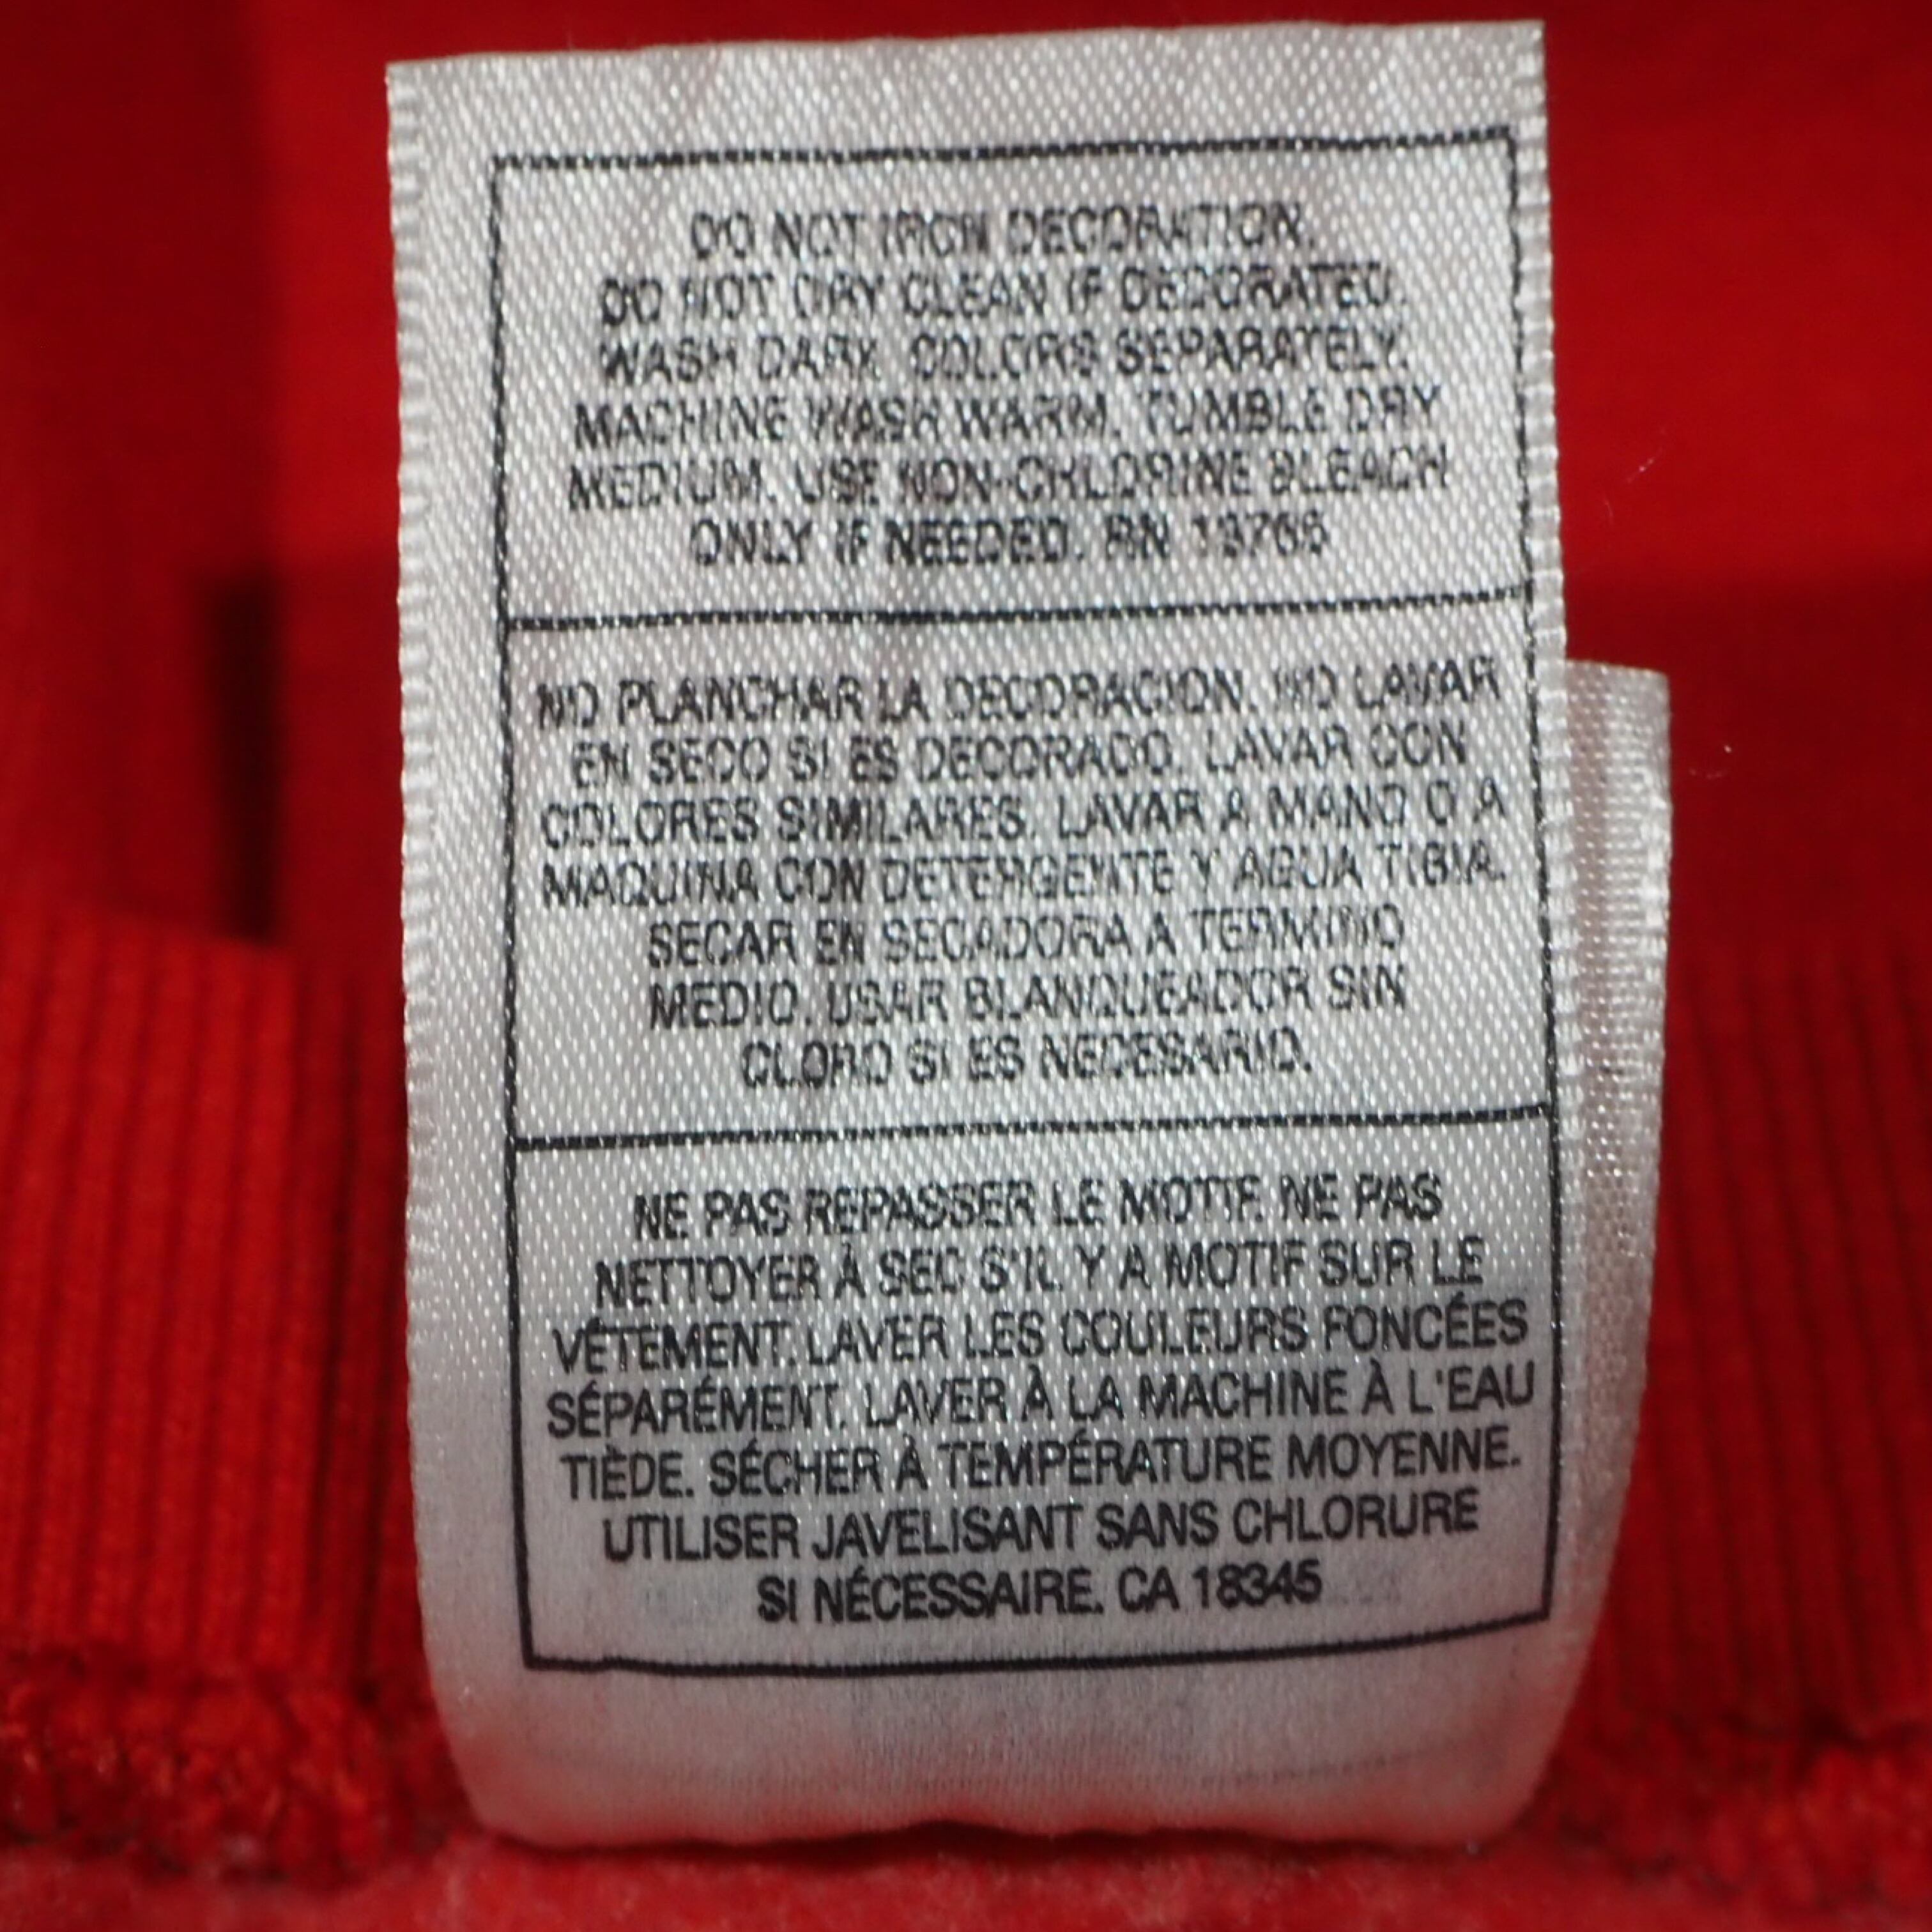 DO NOT IRON DECORATION.
DO NOT DRY CLEAN IF DECORATED.
WASH DARK COLORS SEPARATELY.
MACHINE WASH WARM. TUMBLE DRY
MEDIUM. USE NON-CHLORINE BLEACH
ONLY IF NEEDED. RN 13765
NO PLANCHAR LA DECORACION. NO LAVAR
EN SECO SI ES DECORADO. LAVAR CON
COLORES SIMILARES. LAVAR A MANO O A
MAQUINA CON DETERGENTE Y AGUA TIBIA.
SECAR EN SECADORA A TERMINO
MEDIO. USAR BLANQUEADOR SIN
CLORO SI ES NECESARIO.
NE PAS REPASSER LE MOTIF. NE PAS
NETTOYER À SEC S'IL Y A MOTIF SUR LE
VÉTEMENT. LAVER LES COULEURS FONCÉES
SÉPARÉMENT. LAVER À LA MACHINE À L'EAU
TIÈDE. SÉCHER À TEMPÉRATURE MOYENNE.
UTILISER JAVELISANT SANS CHLORURE
SI NÉCESSAIRE. CA 18345